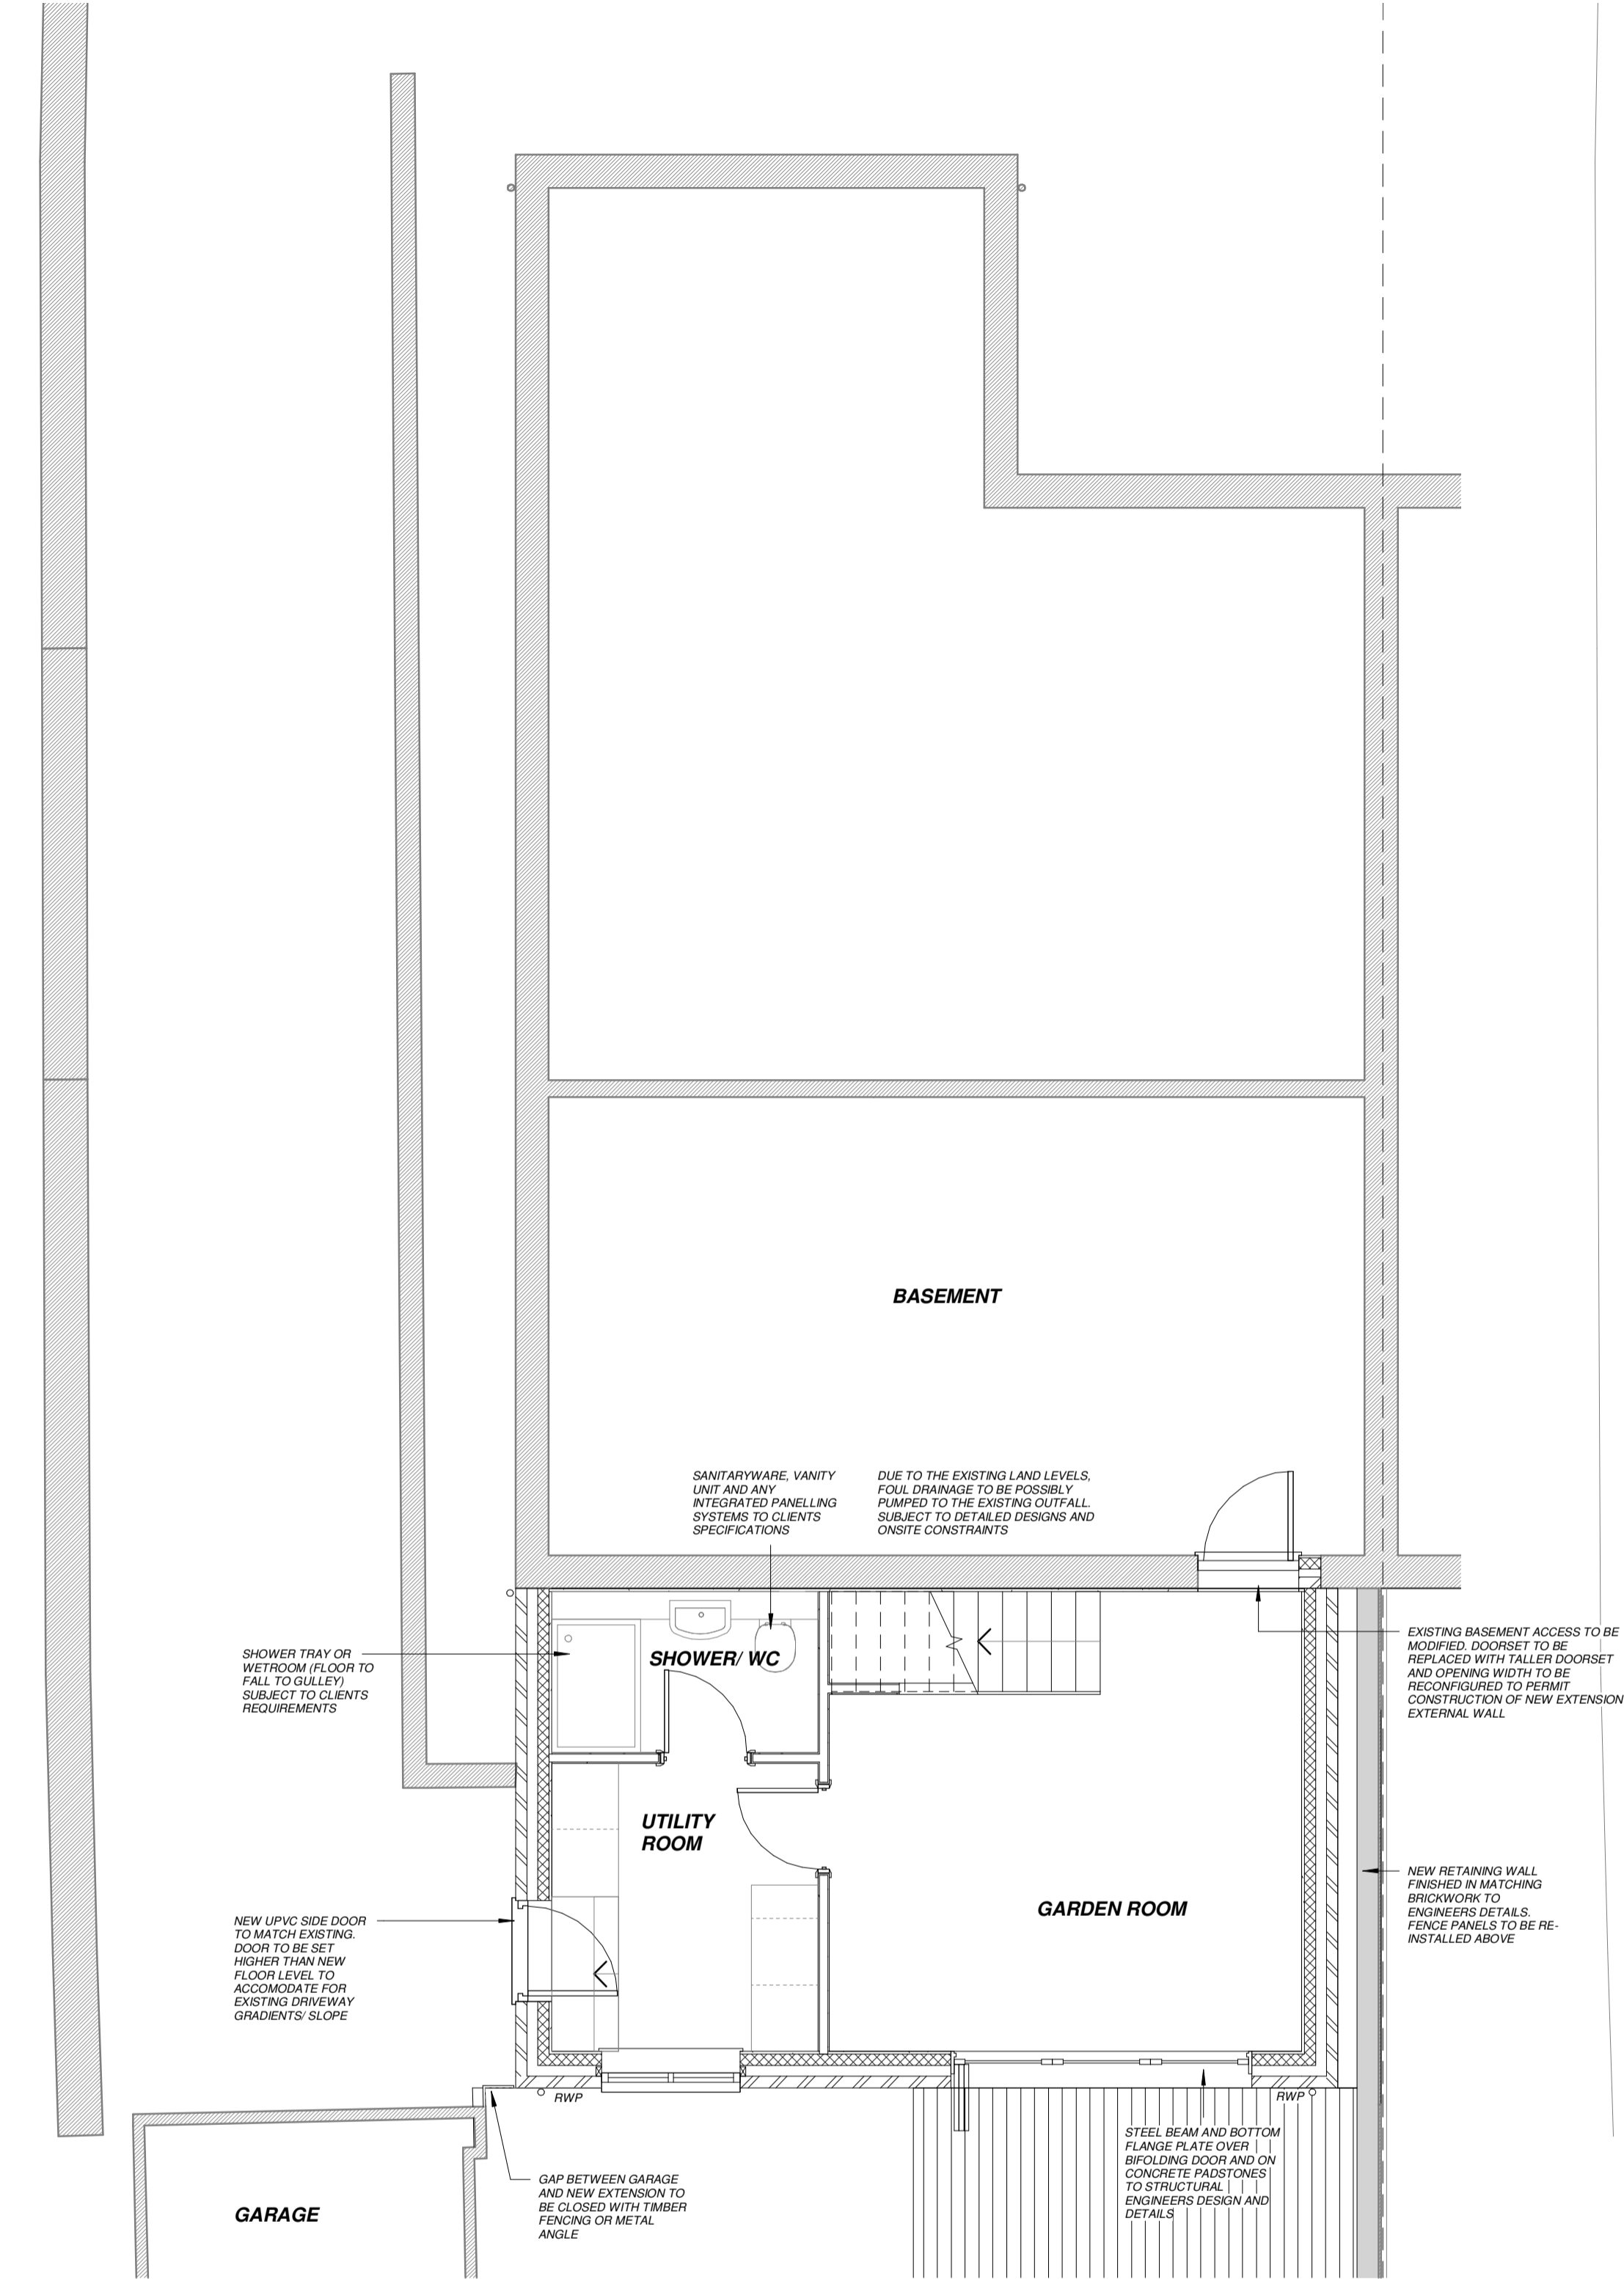 BASEMENT
SANITARYWARE, VANITY
UNIT AND ANY
INTEGRATED PANELLING
SYSTEMS TO CLIENTS
SPECIFICATIONS
DUE TO THE EXISTING LAND LEVELS,
FOUL DRAINAGE TO BE POSSIBLY
PUMPED TO THE EXISTING OUTFALL.
SUBJECT TO DETAILED DESIGNS AND
ONSITE CONSTRAINTS
SHOWER TRAY OR
WETROOM (FLOOR TO
FALL TO GULLEY)
SUBJECT TO CLIENTS
REQUIREMENTS
SHOWER/ WC
EXISTING BASEMENT ACCESS TO BE
MODIFIED. DOORSET TO BE
REPLACED WITH TALLER DOORSET
AND OPENING WIDTH TO BE
RECONFIGURED TO PERMIT
CONSTRUCTION OF NEW EXTENSION
EXTERNAL WALL
UTILITY
ROOM
GARDEN ROOM
NEW RETAINING WALL
FINISHED IN MATCHING
BRICKWORK TO
ENGINEERS DETAILS.
FENCE PANELS TO BE RE-
INSTALLED ABOVE
NEW UPVC SIDE DOOR
TO MATCH EXISTING.
DOOR TO BE SET
HIGHER THAN NEW
FLOOR LEVEL TO
ACCOMODATE FOR
EXISTING DRIVEWAY
GRADIENTS/ SLOPE
RWP
RWP
STEEL BEAM AND BOTTOM
FLANGE PLATE OVER
BIFOLDING DOOR AND ON
CONCRETE PADSTONES
TO STRUCTURAL
ENGINEERS DESIGN AND
DETAILS
GAP BETWEEN GARAGE
AND NEW EXTENSION TO
BE CLOSED WITH TIMBER
FENCING OR METAL
ANGLE
GARAGE